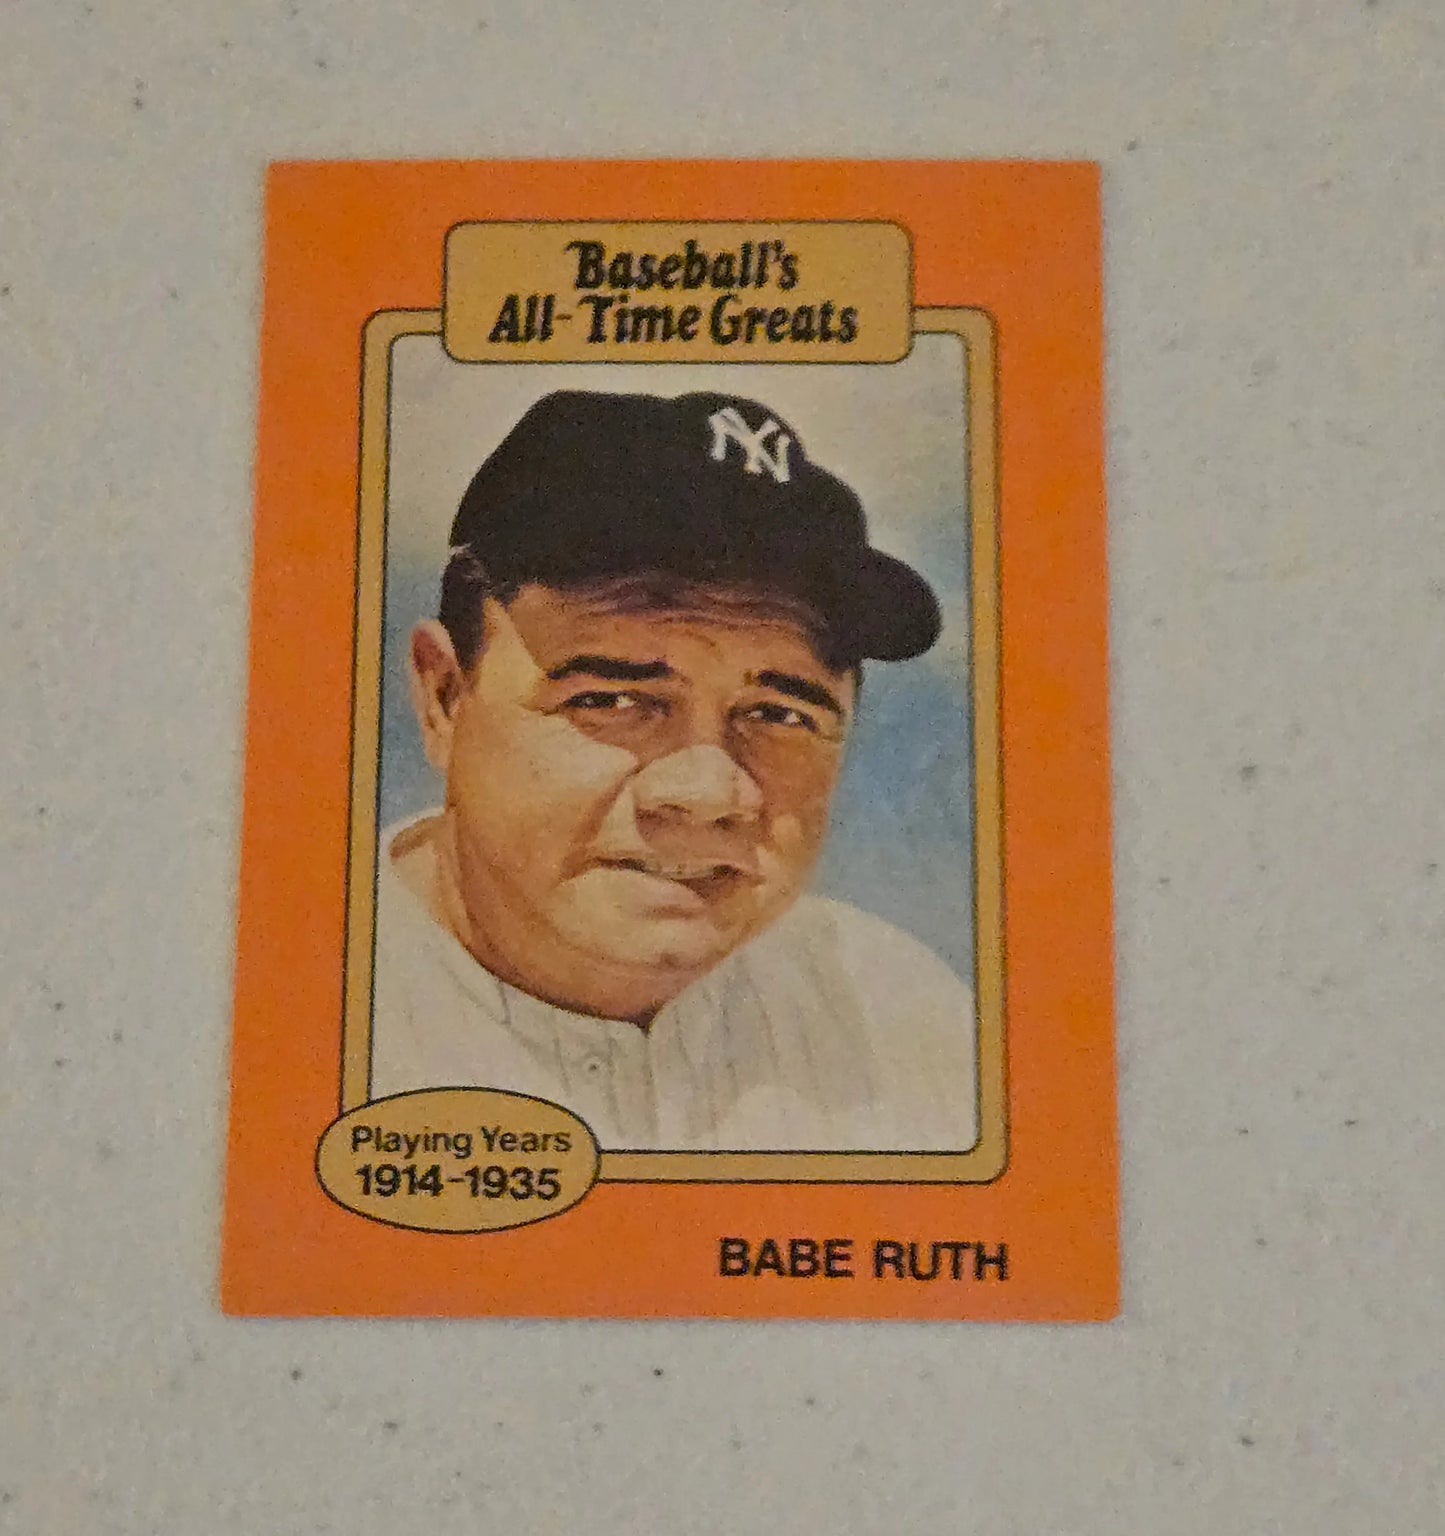 Baseball's
All-Time Greats
NY
Playing Years
1914-1935
BABE RUTH